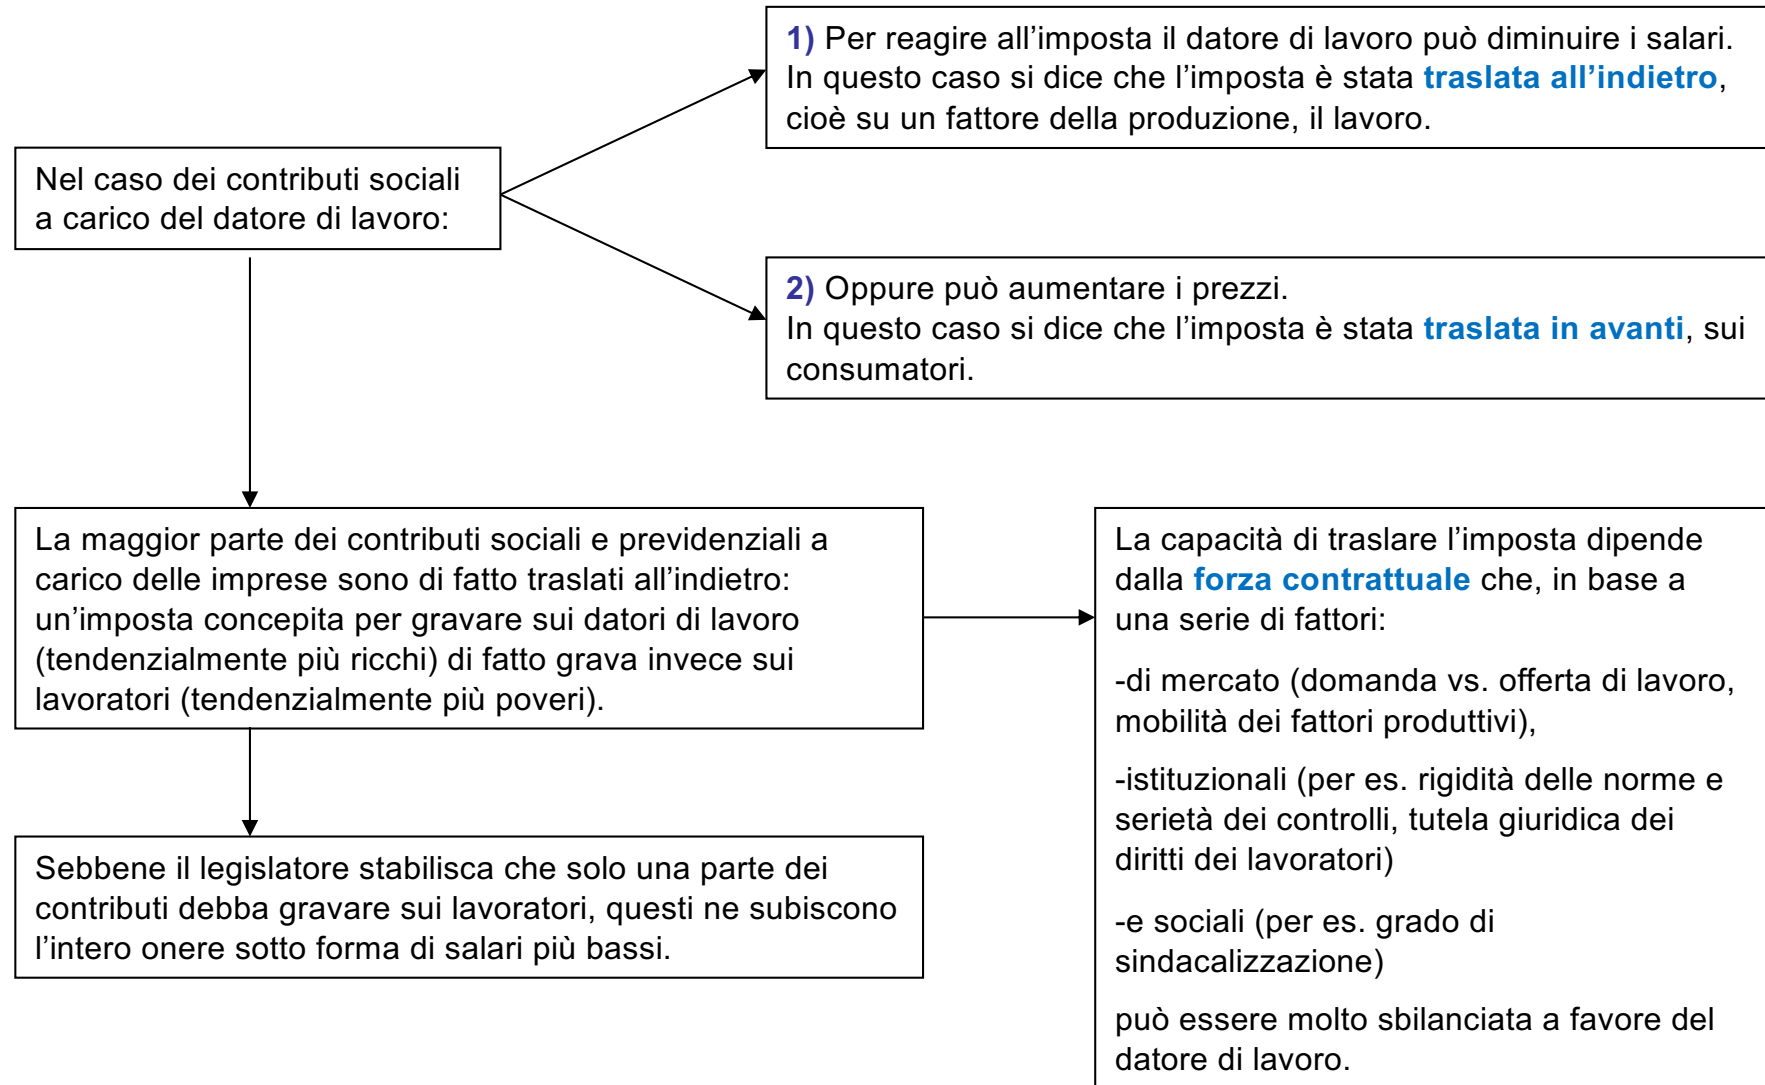 1) Per reagire all’imposta il datore di lavoro può diminuire i salari.
In questo caso si dice che l’imposta è stata traslata all’indietro,
cioè su un fattore della produzione, il lavoro.
Nel caso dei contributi sociali
a carico del datore di lavoro:
2) Oppure può aumentare i prezzi.
In questo caso si dice che l’imposta è stata traslata in avanti, sui
consumatori.
La maggior parte dei contributi sociali e previdenziali a
carico delle imprese sono di fatto traslati all’indietro:
un’imposta concepita per gravare sui datori di lavoro
(tendenzialmente più ricchi) di fatto grava invece sui
lavoratori (tendenzialmente più poveri).
La capacità di traslare l’imposta dipende
dalla forza contrattuale che, in base a
una serie di fattori:
-di mercato (domanda vs. offerta di lavoro,
mobilità dei fattori produttivi),
-istituzionali (per es. rigidità delle norme e
serietà dei controlli, tutela giuridica dei
diritti dei lavoratori)
-e sociali (per es. grado di
sindacalizzazione)
può essere molto sbilanciata a favore del
datore di lavoro.
Sebbene il legislatore stabilisca che solo una parte dei
contributi debba gravare sui lavoratori, questi ne subiscono
l’intero onere sotto forma di salari più bassi.